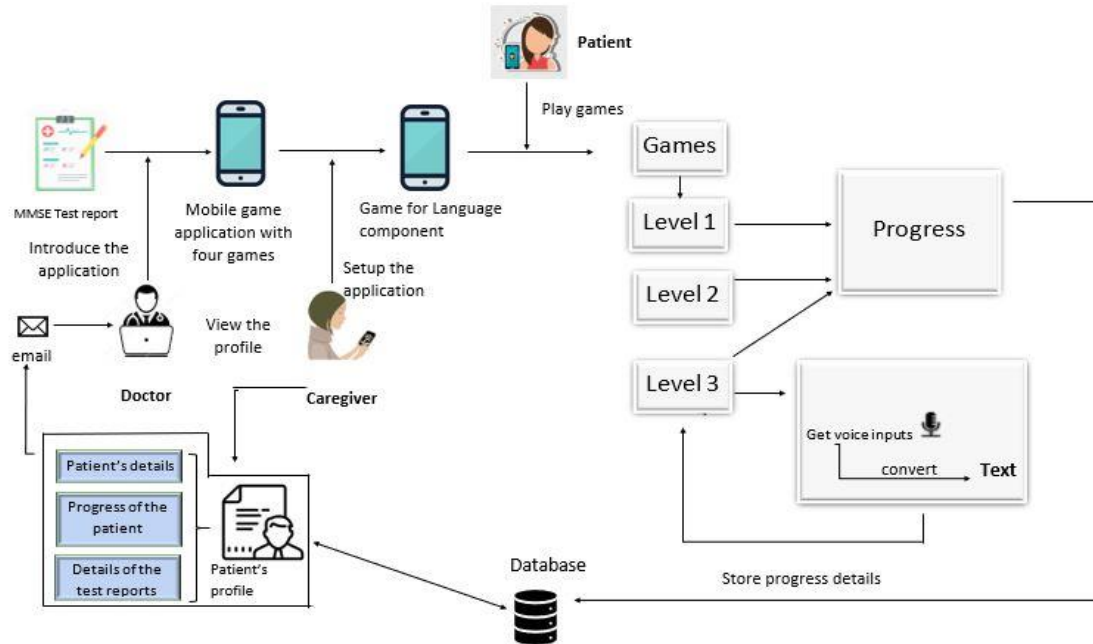 Patient
Play games
MMSE Test report
Mobile game
application with
four games
Game for Language
component
Introduce the
application
Setup the
application
email
View the
profile
Doctor
Caregiver
Games
Level 1
Level 2
Level 3
Progress
Get voice inputs
convert
Text
Patient's details
Progress of the
patient
Details of the
test reports
Patient's
profile
Database
Store progress details